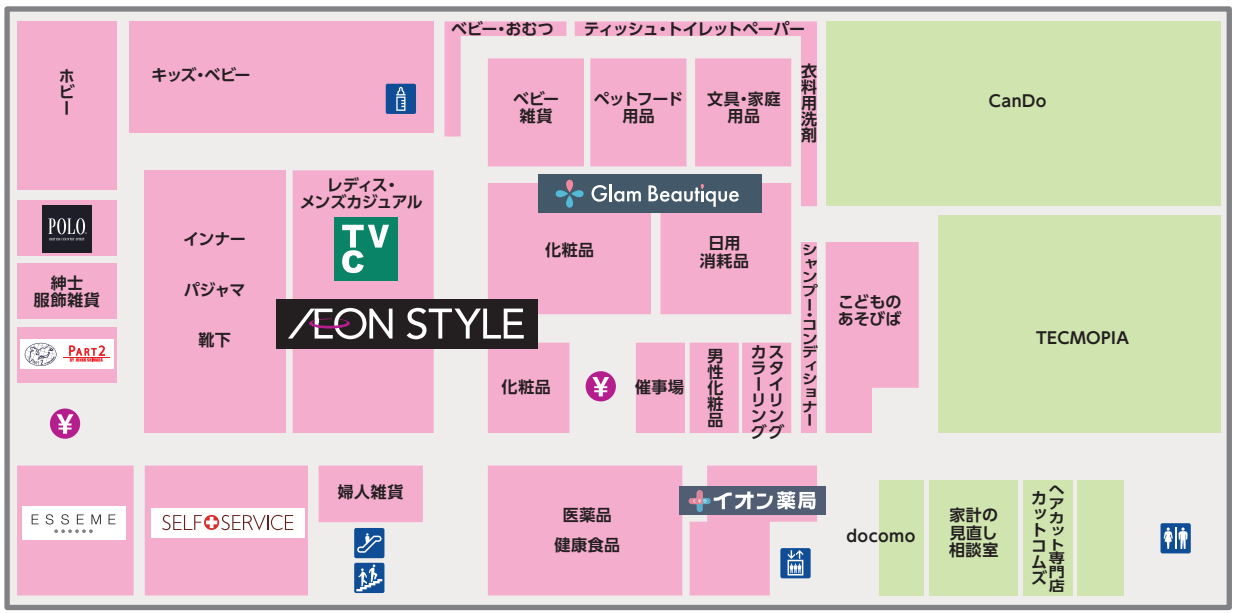 ベビー・おむつ
ティッシュ・トイレットペーパー
ホビー
キッズ・ベビー
ベビー
雑貨
ペットフード
用品
文具・家庭
用品
衣料用洗剤
CanDo
レディス・
メンズカジュアル
TVC
Glam Beautique
POLO
インナー
パジャマ
靴下
化粧品
日用
消耗品
シャンプー・コンディショナー
こどもの
あそびば
TECMOPIA
紳士
服飾雑貨
ÆON STYLE
PART2
化粧品
¥
催事場
男性化粧品
スタイリング
カラーリング
¥
婦人雑貨
ESSEME
SELF SERVICE
医薬品
健康食品
イオン薬局
docomo
家計の
見直し
相談室
ヘアカット専門店
カットコムズ